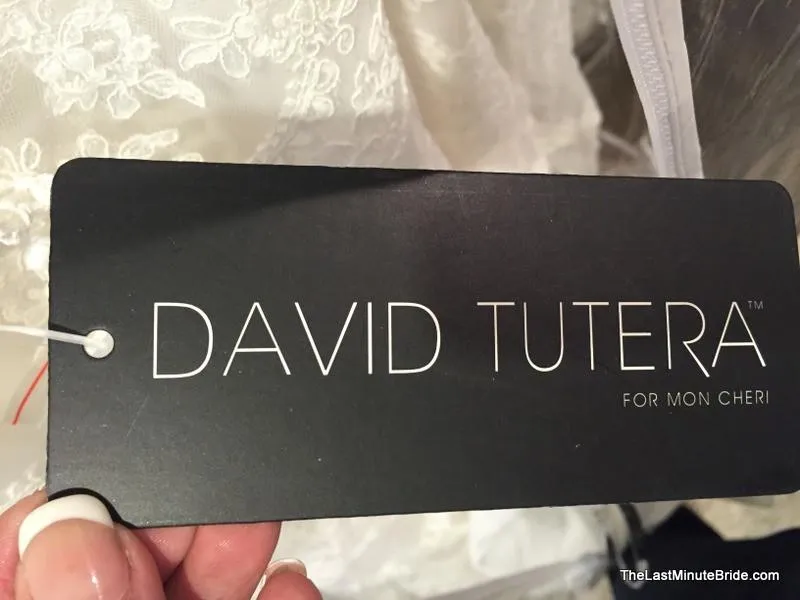 DAVID TUTERA™
FOR MON CHERI
TheLastMinuteBride.com